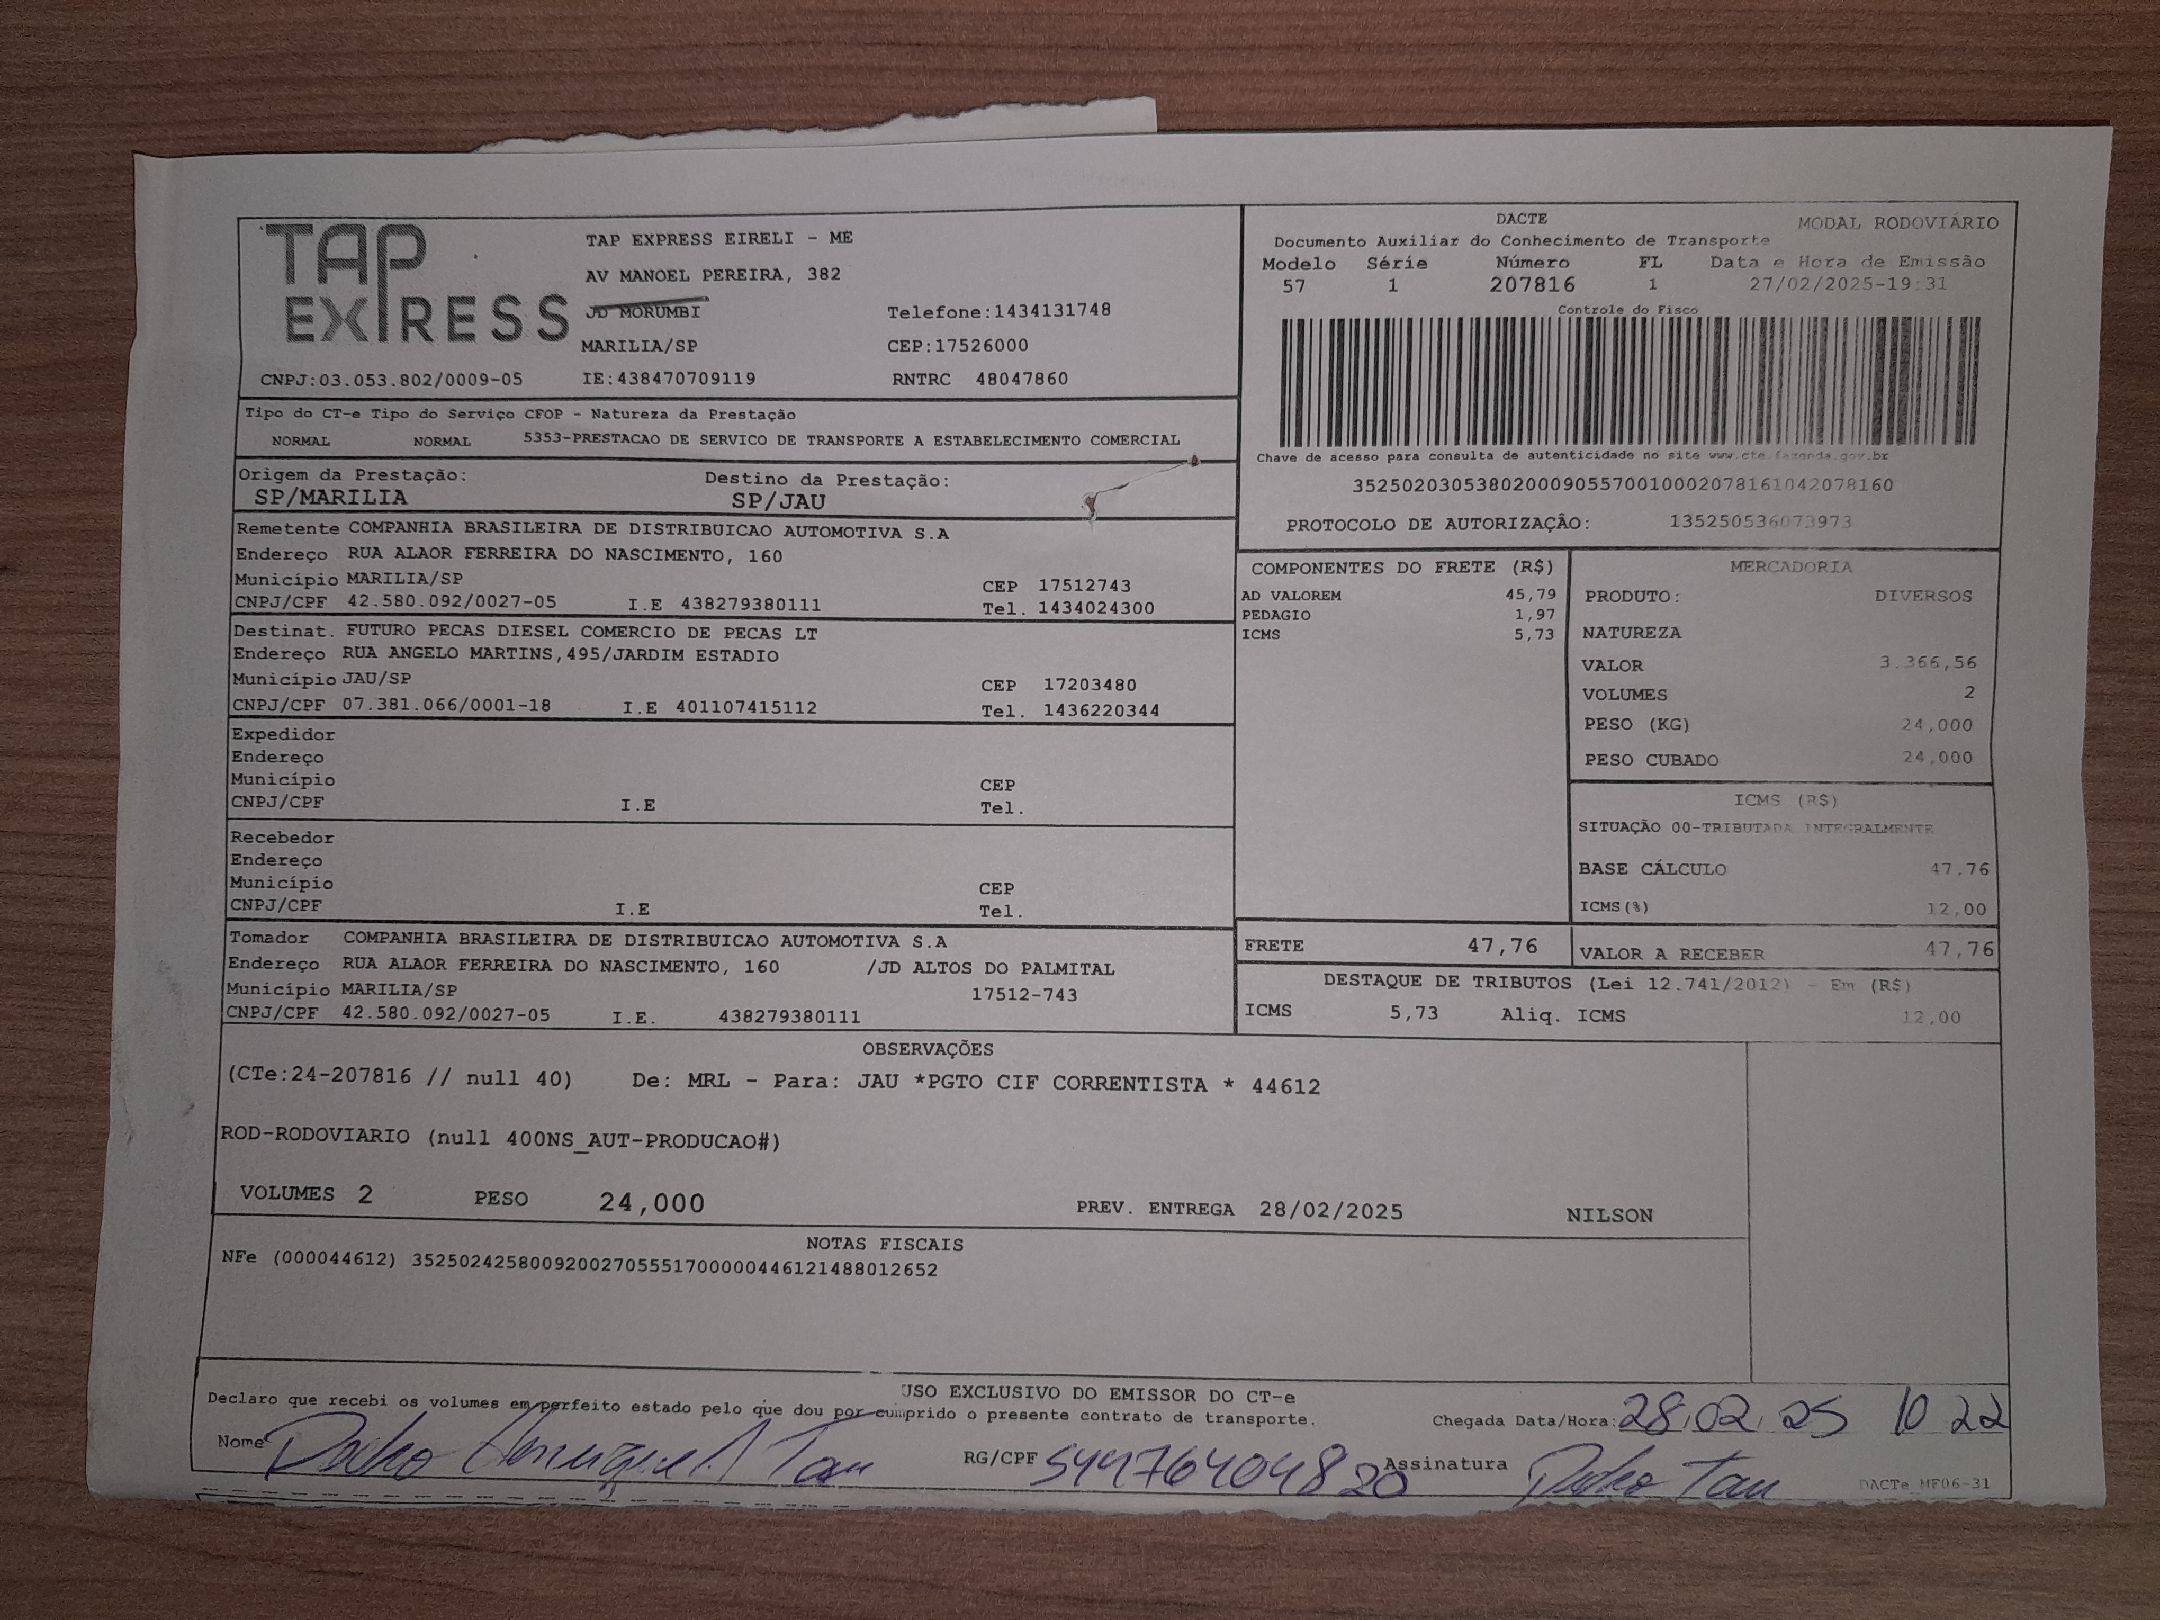 TAP EXPRESS
TAP EXPRESS EIRELI - ME
AV MANOEL PEREIRA, 382
JD MORUMBI Telefone:1434131748
MARILIA/SP CEP:17526000
CNPJ:03.053.802/0009-05 IE:438470709119 RNTRC 48047860
DACTE MODAL RODOVIÁRIO
Documento Auxiliar do Conhecimento de Transporte
Modelo Série Número FL Data e Hora de Emissão
57 1 207816 1 27/02/2025-19:31
Controle do Fisco
Chave de acesso para consulta de autenticidade no site www.cte.fazenda.gov.br
35250203053802000905570010002078161042078160
PROTOCOLO DE AUTORIZAÇÃO: 135250536073973
Tipo do CT-e Tipo do Serviço CFOP - Natureza da Prestação
NORMAL NORMAL 5353-PRESTACAO DE SERVICO DE TRANSPORTE A ESTABELECIMENTO COMERCIAL
Origem da Prestação: Destino da Prestação:
SP/MARILIA SP/JAU
Remetente COMPANHIA BRASILEIRA DE DISTRIBUICAO AUTOMOTIVA S.A
Endereço RUA ALAOR FERREIRA DO NASCIMENTO, 160
Município MARILIA/SP CEP 17512743
CNPJ/CPF 42.580.092/0027-05 I.E 438279380111 Tel. 1434024300
Destinat. FUTURO PECAS DIESEL COMERCIO DE PECAS LT
Endereço RUA ANGELO MARTINS,495/JARDIM ESTADIO
Município JAU/SP CEP 17203480
CNPJ/CPF 07.381.066/0001-18 I.E 401107415112 Tel. 1436220344
Expedidor
Endereço
Município CEP
CNPJ/CPF I.E Tel.
Recebedor
Endereço
Município CEP
CNPJ/CPF I.E Tel.
Tomador COMPANHIA BRASILEIRA DE DISTRIBUICAO AUTOMOTIVA S.A
Endereço RUA ALAOR FERREIRA DO NASCIMENTO, 160 /JD ALTOS DO PALMITAL
Município MARILIA/SP 17512-743
CNPJ/CPF 42.580.092/0027-05 I.E. 438279380111
COMPONENTES DO FRETE (R$)
AD VALOREM 45,79
PEDAGIO 1,97
ICMS 5,73
FRETE 47,76
MERCADORIA
PRODUTO: DIVERSOS
NATUREZA
VALOR 3.366,56
VOLUMES 2
PESO (KG) 24,000
PESO CUBADO 24,000
ICMS (R$)
SITUAÇÃO 00-TRIBUTADA INTEGRALMENTE
BASE CÁLCULO 47,76
ICMS(%) 12,00
VALOR A RECEBER 47,76
DESTAQUE DE TRIBUTOS (Lei 12.741/2012) - Em (R$)
ICMS 5,73 Aliq. ICMS 12,00
OBSERVAÇÕES
(CTe:24-207816 // null 40) De: MRL - Para: JAU *PGTO CIF CORRENTISTA * 44612
ROD-RODOVIARIO (null 400NS_AUT-PRODUCAO#)
VOLUMES 2 PESO 24,000 PREV. ENTREGA 28/02/2025 NILSON
NOTAS FISCAIS
NFe (000044612) 35250242580092002705551700000446121488012652
USO EXCLUSIVO DO EMISSOR DO CT-e
Declaro que recebi os volumes em perfeito estado pelo que dou por cumprido o presente contrato de transporte. Chegada Data/Hora: 28.02.25 10 22
Nome Pedro Henrique A Tau RG/CPF 54476404820 Assinatura Pedro Tau
DACTe_MF06-31